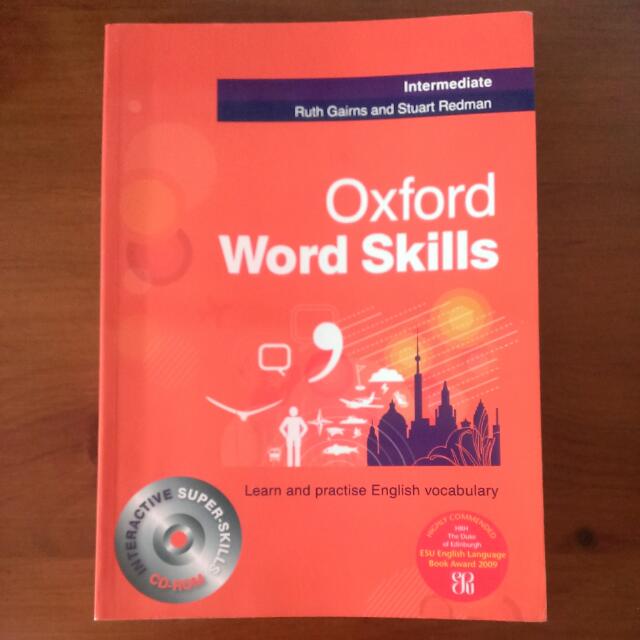 Intermediate
Ruth Gairns and Stuart Redman
Oxford
Word Skills
Learn and practise English vocabulary
INTERACTIVE SUPER-SKILLS
CD-ROM
HIGHLY COMMENDED
HRH
The Duke
of Edinburgh
ESU English Language
Book Award 2009
ESU